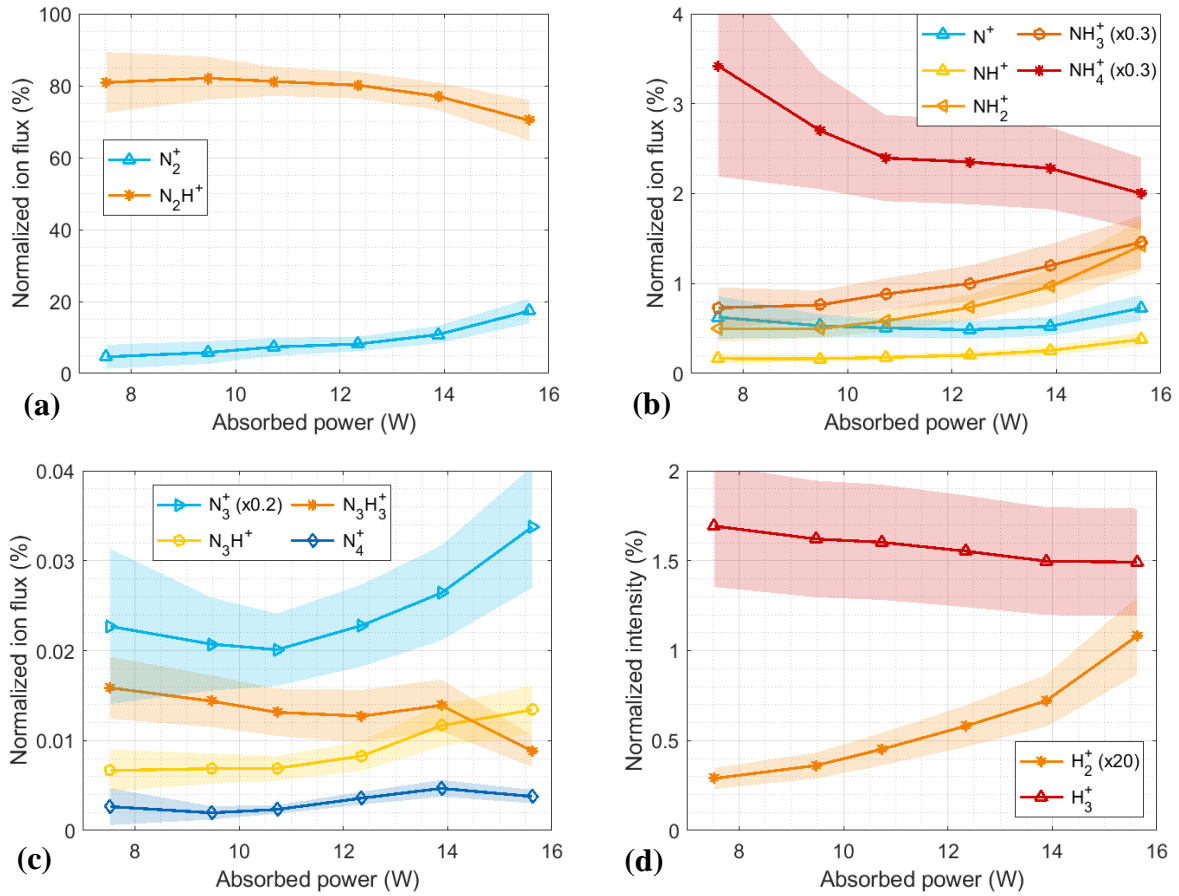 100
80
60
40
20
0
Normalized ion flux (%)
N₂⁺
N₂H⁺
8 10 12 14 16
Absorbed power (W)
(a)
4
3
2
1
0
Normalized ion flux (%)
N⁺ NH₃⁺ (x0.3)
NH⁺ NH₄⁺ (x0.3)
NH₂⁺
8 10 12 14 16
Absorbed power (W)
(b)
0.04
0.03
0.02
0.01
0
Normalized ion flux (%)
N₃⁺ (x0.2) N₃H₃⁺
N₃H⁺ N₄⁺
8 10 12 14 16
Absorbed power (W)
(c)
2
1.5
1
0.5
0
Normalized intensity (%)
H₂⁺ (x20)
H₃⁺
8 10 12 14 16
Absorbed power (W)
(d)